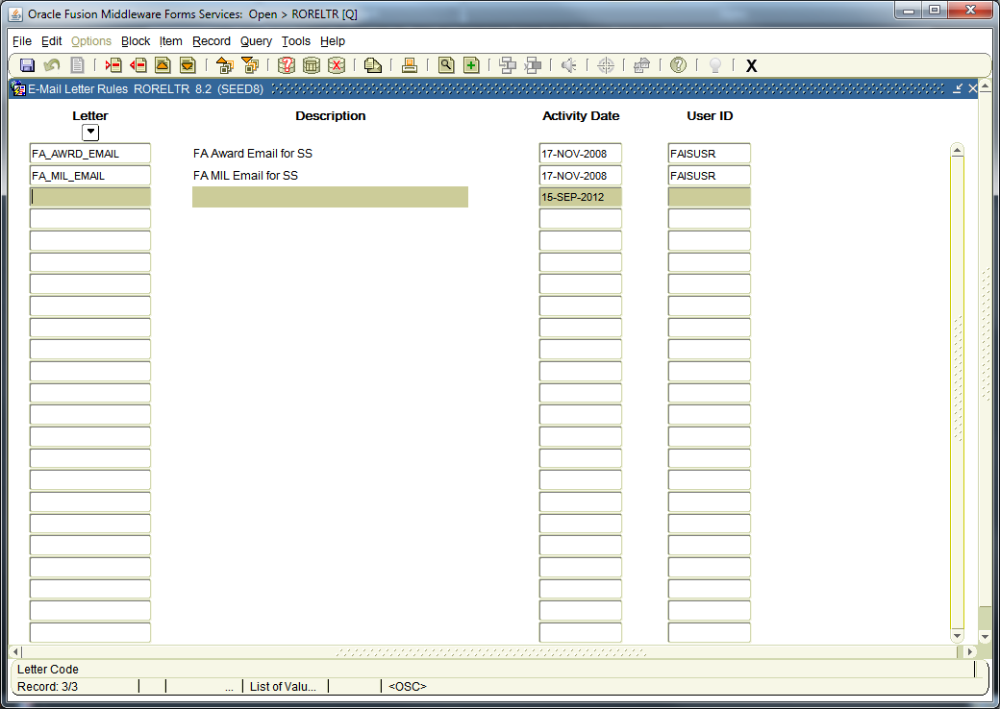 Oracle Fusion Middleware Forms Services:  Open > RORELTR [Q]
File Edit Options Block Item Record Query Tools Help
X
E-Mail Letter Rules  RORELTR  8.2  (SEED8)
Letter Description Activity Date User ID
FA_AWRD_EMAIL FA Award Email for SS 17-NOV-2008 FAISUSR
FA_MIL_EMAIL FA MIL Email for SS 17-NOV-2008 FAISUSR
15-SEP-2012
Letter Code
Record: 3/3 ... List of Valu... <OSC>